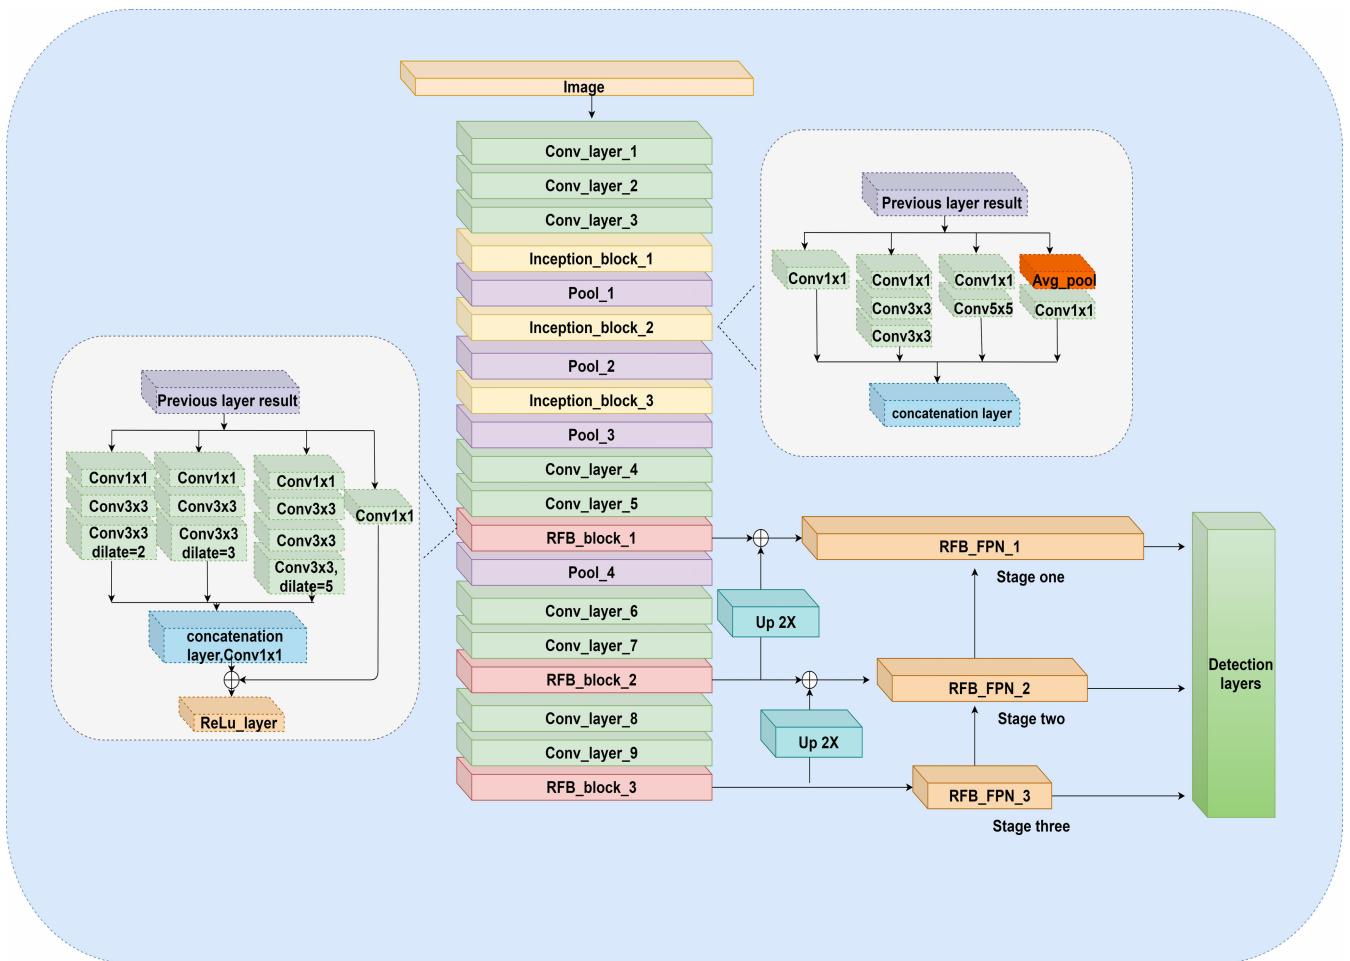 Image
Conv_layer_1
Conv_layer_2
Conv_layer_3
Inception_block_1
Pool_1
Inception_block_2
Pool_2
Inception_block_3
Pool_3
Conv_layer_4
Conv_layer_5
RFB_block_1
Pool_4
Conv_layer_6
Conv_layer_7
RFB_block_2
Conv_layer_8
Conv_layer_9
RFB_block_3
Previous layer result
Conv1x1
Conv1x1
Conv3x3
Conv3x3
Conv1x1
Conv5x5
Avg_pool
Conv1x1
concatenation layer
Previous layer result
Conv1x1
Conv3x3
Conv3x3
dilate=2
Conv1x1
Conv3x3
Conv3x3
dilate=3
Conv1x1
Conv3x3
Conv3x3
Conv3x3,
dilate=5
Conv1x1
concatenation
layer,Conv1x1
ReLu_layer
Up 2X
Up 2X
RFB_FPN_1
Stage one
RFB_FPN_2
Stage two
RFB_FPN_3
Stage three
Detection
layers